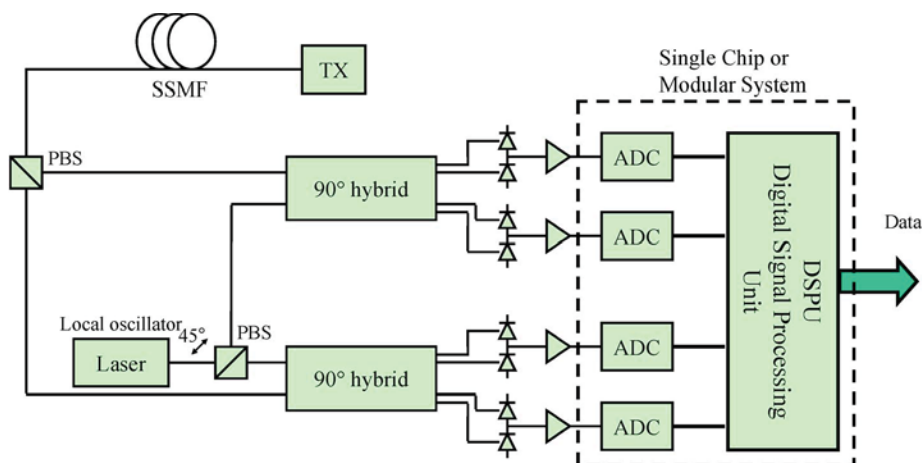 TX
SSMF
Single Chip or
Modular System
PBS
90° hybrid
ADC
ADC
DSPU
Digital Signal Processing
Unit
Data
Local oscillator
45°
PBS
Laser
90° hybrid
ADC
ADC